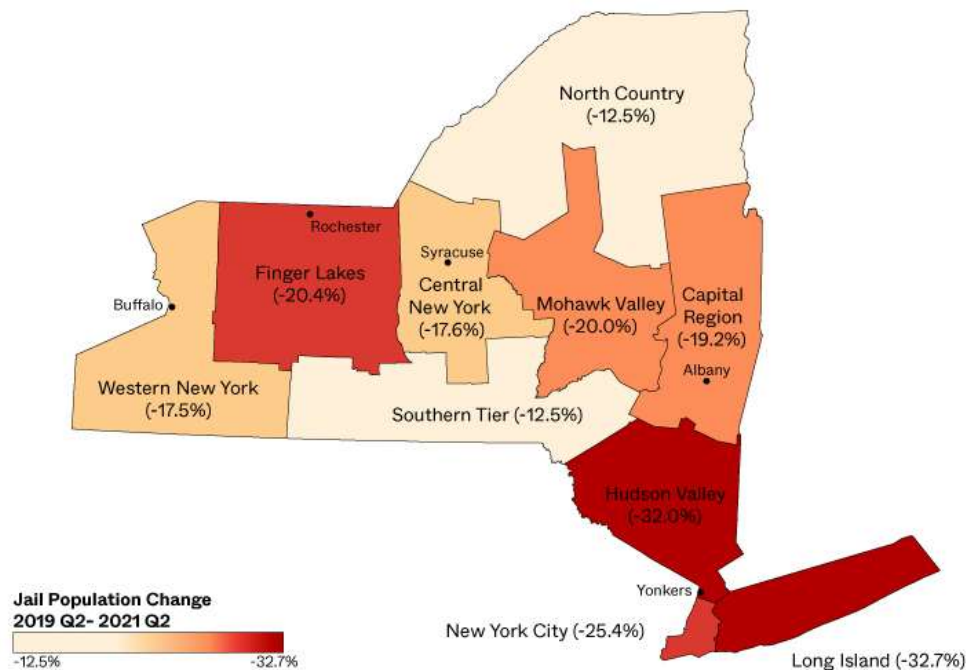 North Country
(-12.5%)
Rochester
Syracuse
Finger Lakes
(-20.4%)
Central
New York
(-17.6%)
Buffalo
Mohawk Valley
(-20.0%)
Capital
Region
(-19.2%)
Albany
Western New York
(-17.5%)
Southern Tier (-12.5%)
Hudson Valley
(-32.0%)
Yonkers
New York City (-25.4%)
Long Island (-32.7%)
Jail Population Change
2019 Q2- 2021 Q2
-12.5%
-32.7%